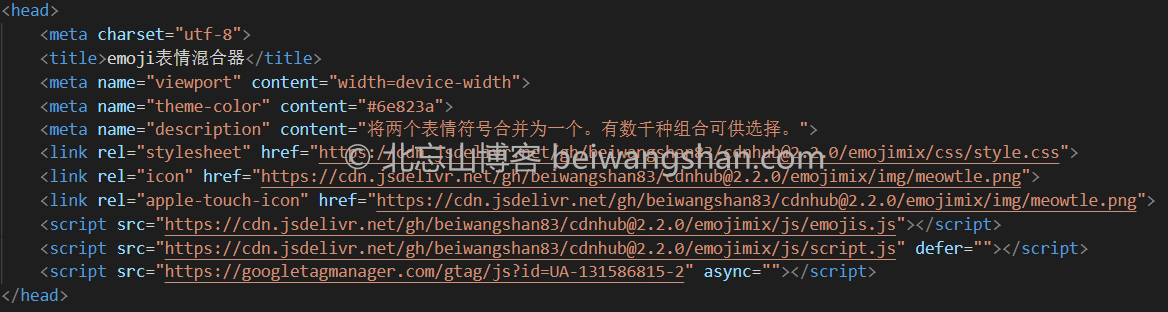 <head>
<meta charset="utf-8">
<title>emoji表情混合器</title>
<meta name="viewport" content="width=device-width">
<meta name="theme-color" content="#6e823a">
<meta name="description" content="将两个表情符号合并为一个。有数千种组合可供选择。">
<link rel="stylesheet" href="https://cdn.jsdelivr.net/gh/beiwangshan83/cdnhub@2.2.0/emojimix/css/style.css">
© 北忘山博客 beiwangshan.com
<link rel="icon" href="https://cdn.jsdelivr.net/gh/beiwangshan83/cdnhub@2.2.0/emojimix/img/meowtle.png">
<link rel="apple-touch-icon" href="https://cdn.jsdelivr.net/gh/beiwangshan83/cdnhub@2.2.0/emojimix/img/meowtle.png">
<script src="https://cdn.jsdelivr.net/gh/beiwangshan83/cdnhub@2.2.0/emojimix/js/emojis.js"></script>
<script src="https://cdn.jsdelivr.net/gh/beiwangshan83/cdnhub@2.2.0/emojimix/js/script.js" defer=""></script>
<script src="https://googletagmanager.com/gtag/js?id=UA-131586815-2" async=""></script>
</head>